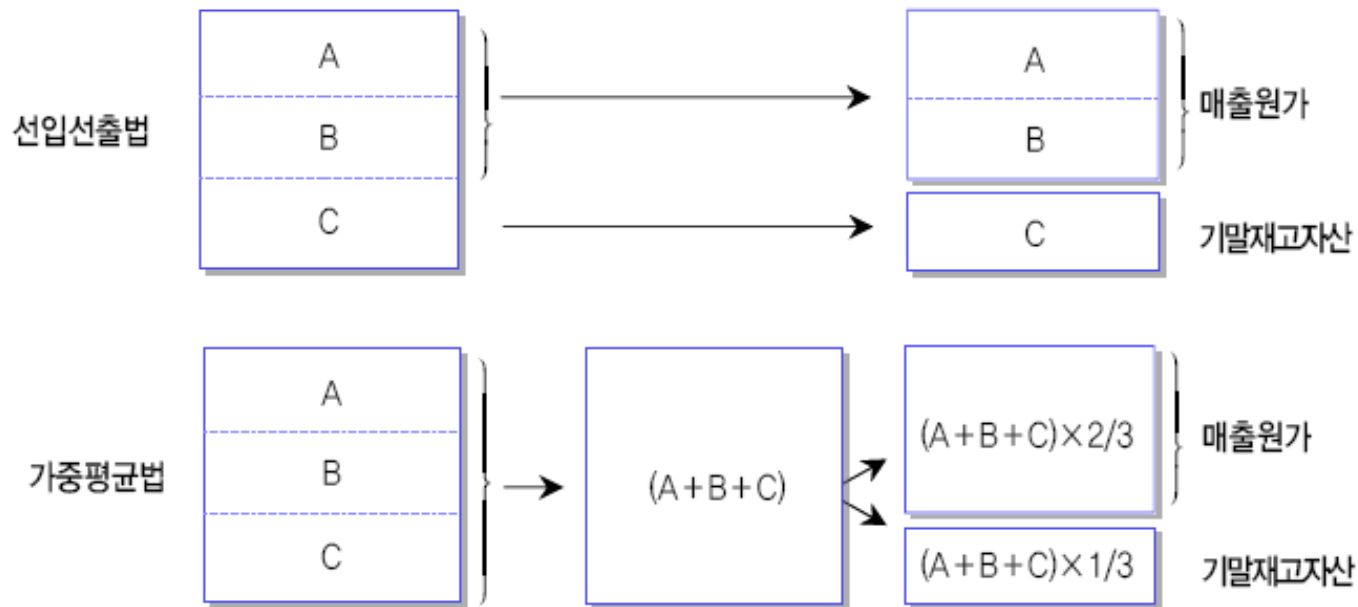 선입선출법
A
B
C
A
B
매출원가
C
기말재고자산
가중평균법
A
B
C
(A+B+C)
(A+B+C)×2/3
매출원가
(A+B+C)×1/3
기말재고자산